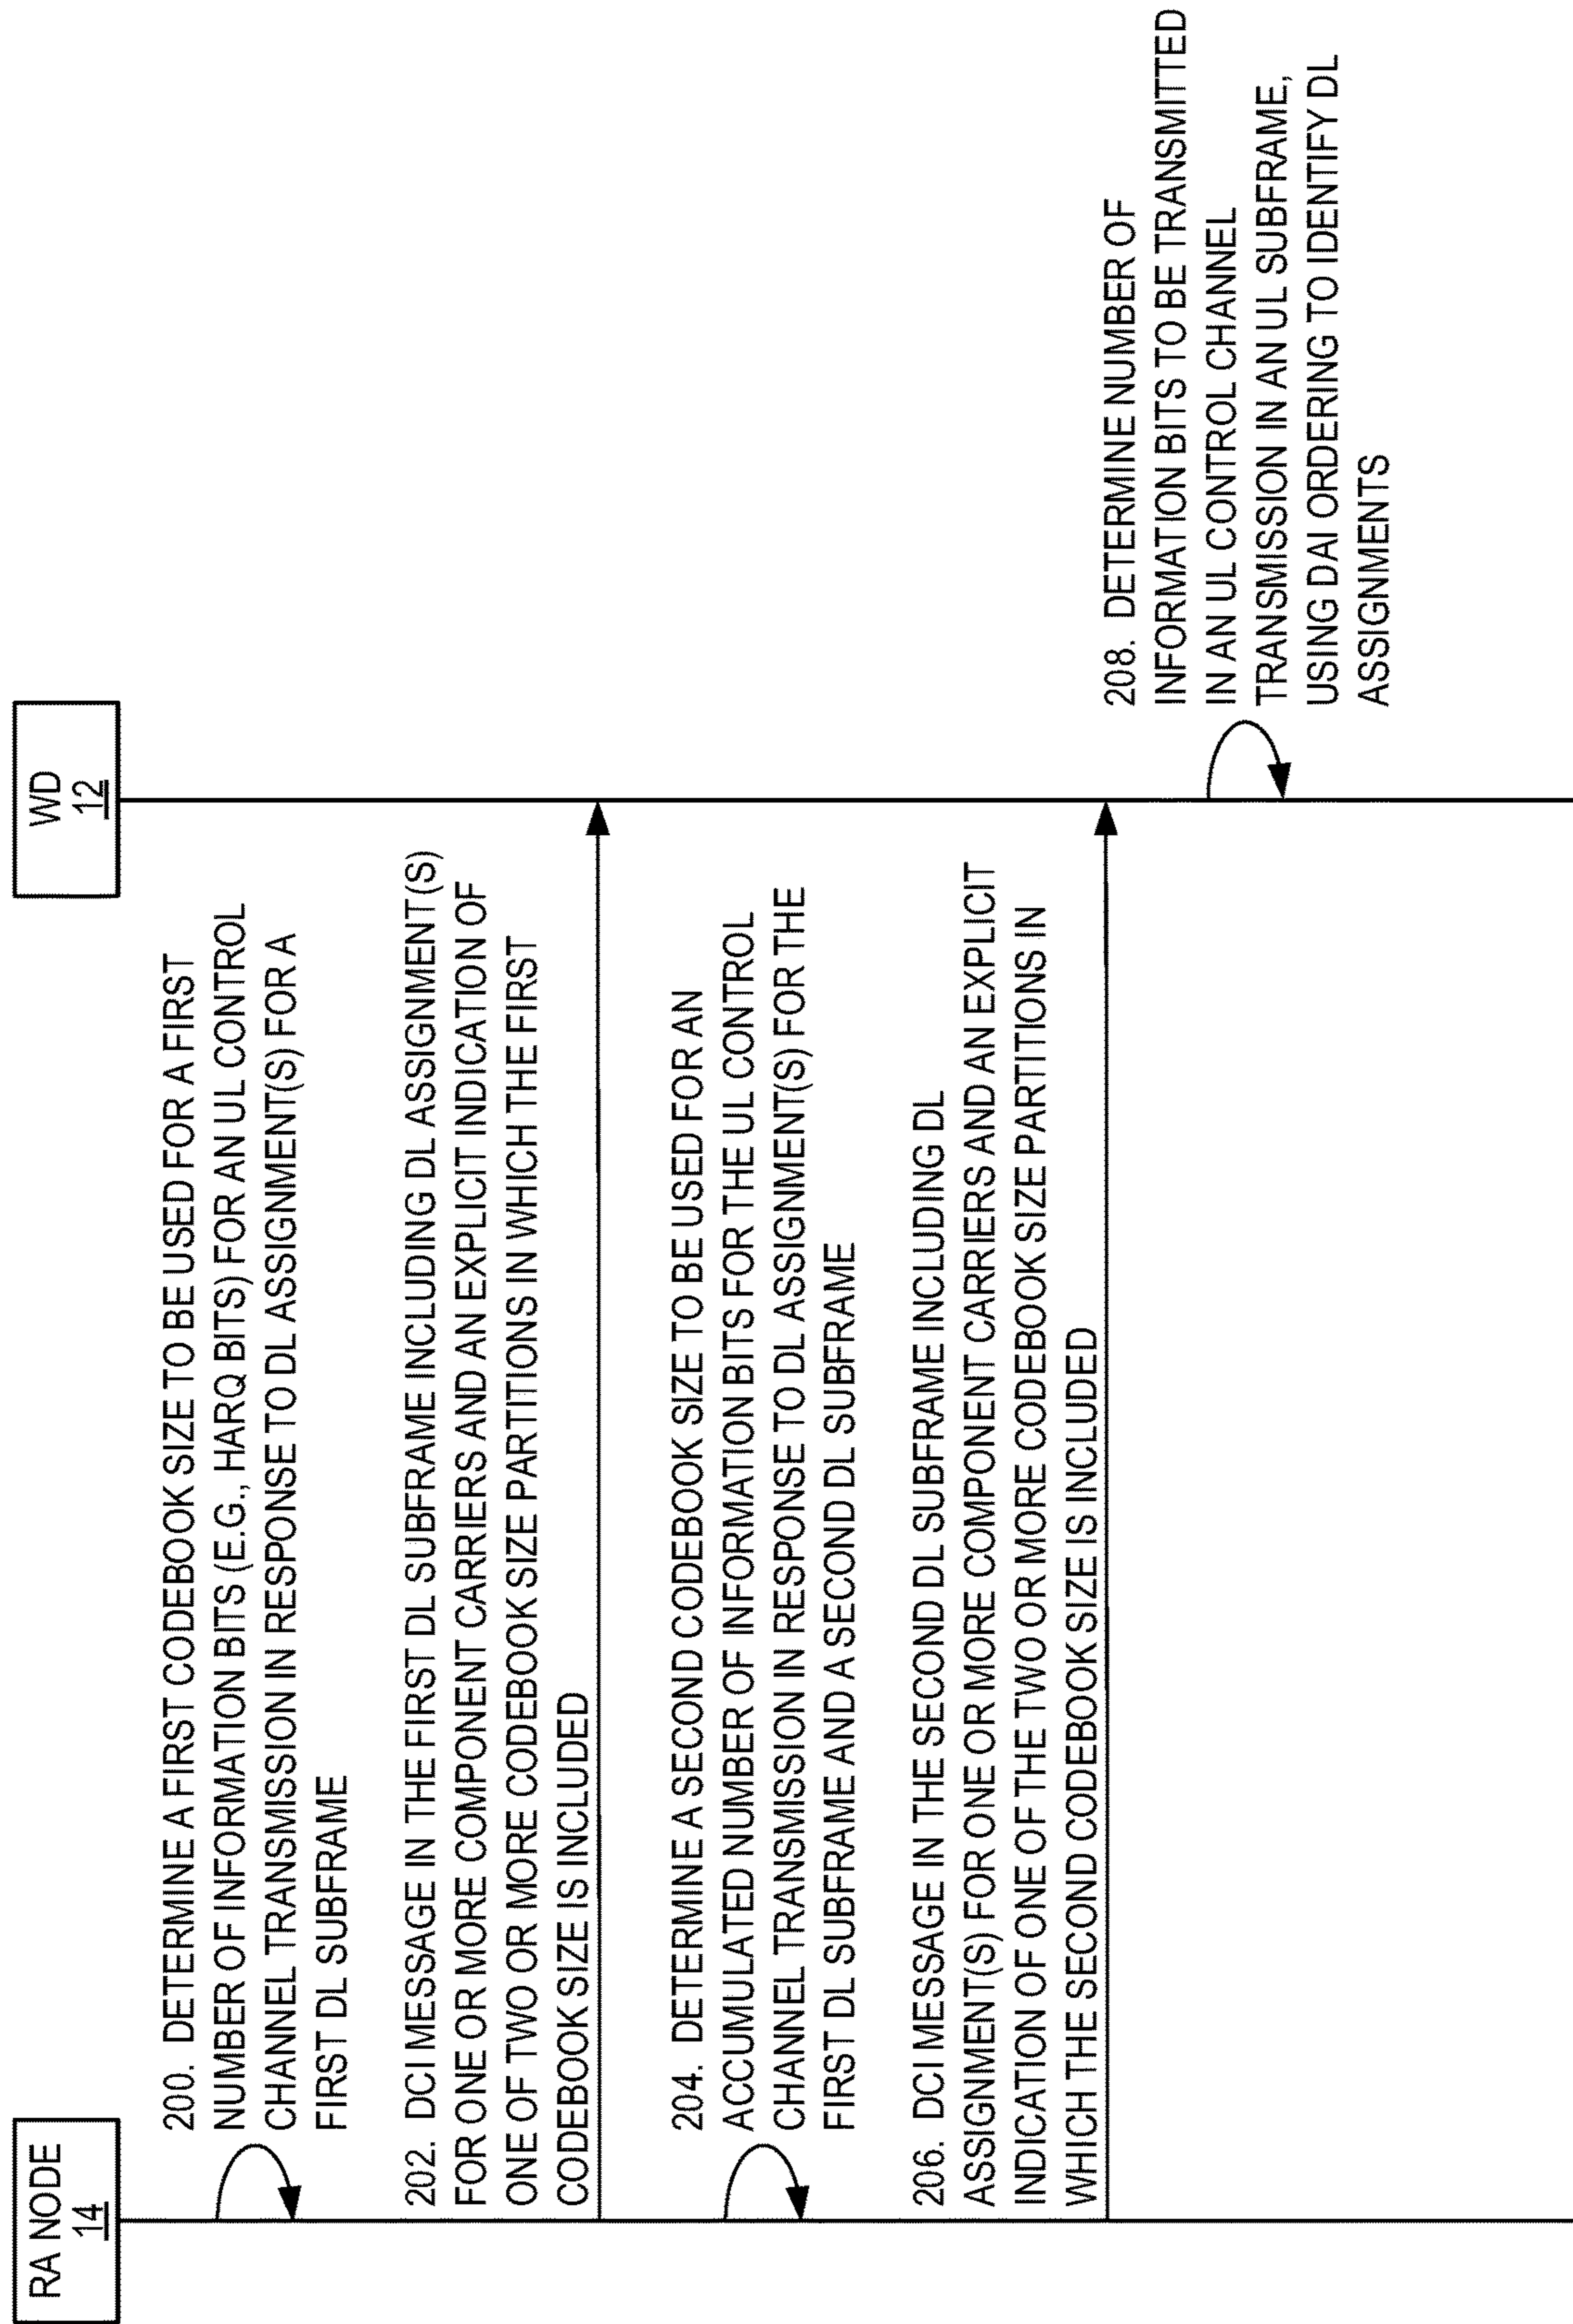 RA NODE
14
WD
12
200. DETERMINE A FIRST CODEBOOK SIZE TO BE USED FOR A FIRST
NUMBER OF INFORMATION BITS (E.G., HARQ BITS) FOR AN UL CONTROL
CHANNEL TRANSMISSION IN RESPONSE TO DL ASSIGNMENT(S) FOR A
FIRST DL SUBFRAME
202. DCI MESSAGE IN THE FIRST DL SUBFRAME INCLUDING DL ASSIGNMENT(S)
FOR ONE OR MORE COMPONENT CARRIERS AND AN EXPLICIT INDICATION OF
ONE OF TWO OR MORE CODEBOOK SIZE PARTITIONS IN WHICH THE FIRST
CODEBOOK SIZE IS INCLUDED
204. DETERMINE A SECOND CODEBOOK SIZE TO BE USED FOR AN
ACCUMULATED NUMBER OF INFORMATION BITS FOR THE UL CONTROL
CHANNEL TRANSMISSION IN RESPONSE TO DL ASSIGNMENT(S) FOR THE
FIRST DL SUBFRAME AND A SECOND DL SUBFRAME
206. DCI MESSAGE IN THE SECOND DL SUBFRAME INCLUDING DL
ASSIGNMENT(S) FOR ONE OR MORE COMPONENT CARRIERS AND AN EXPLICIT
INDICATION OF ONE OF THE TWO OR MORE CODEBOOK SIZE PARTITIONS IN
WHICH THE SECOND CODEBOOK SIZE IS INCLUDED
208. DETERMINE NUMBER OF
INFORMATION BITS TO BE TRANSMITTED
IN AN UL CONTROL CHANNEL
TRANSMISSION IN AN UL SUBFRAME,
USING DAI ORDERING TO IDENTIFY DL
ASSIGNMENTS